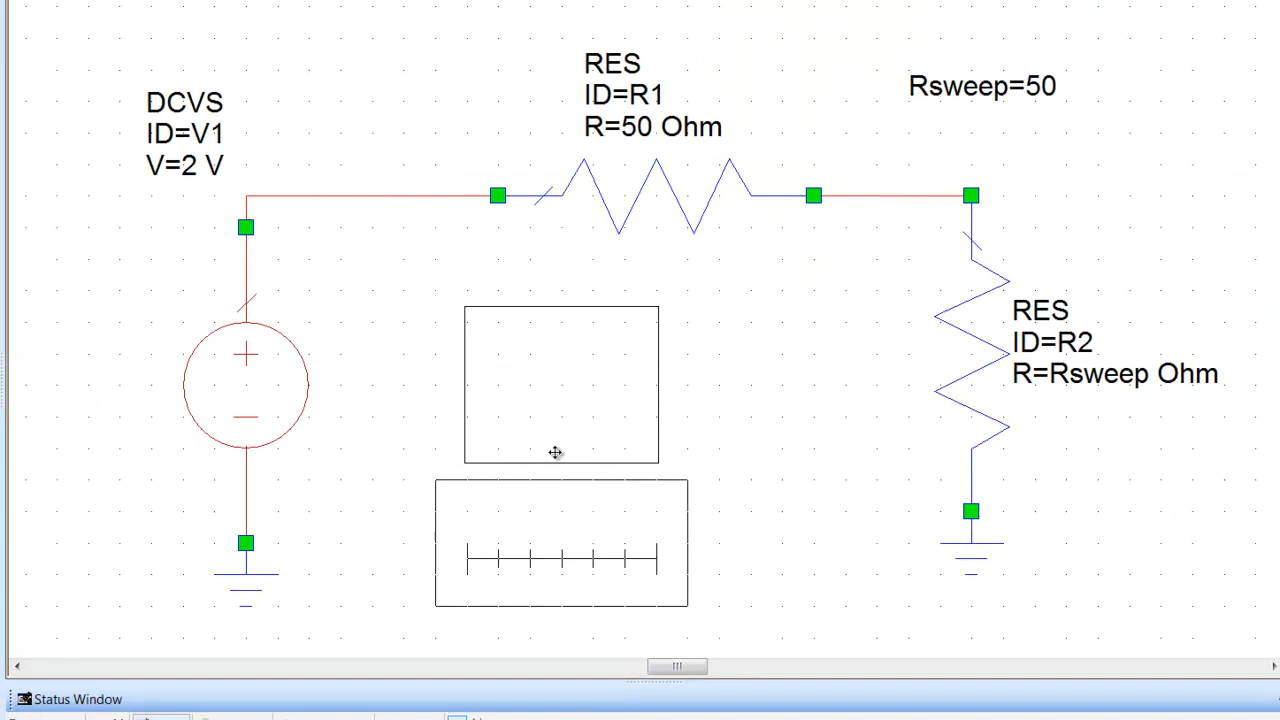 RES
ID=R1
R=50 Ohm
Rsweep=50
DCVS
ID=V1
V=2 V
RES
ID=R2
R=Rsweep Ohm
Status Window